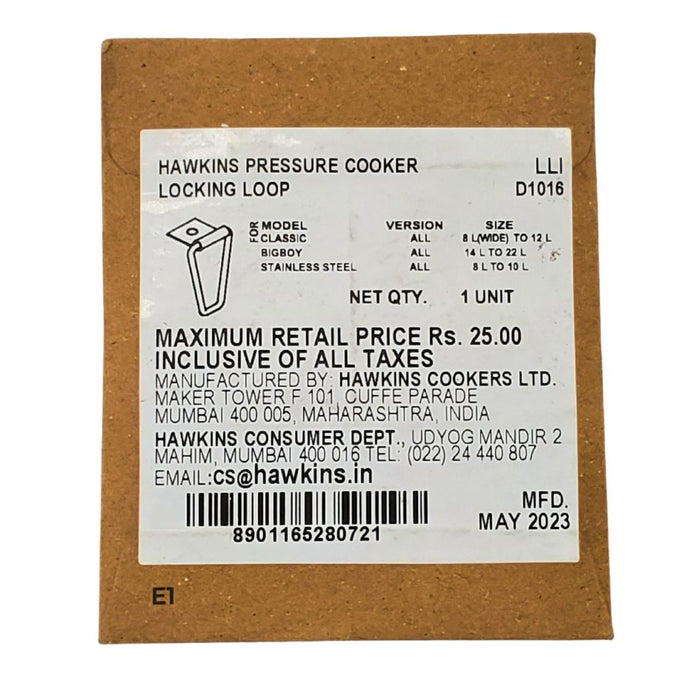 HAWKINS PRESSURE COOKER LLI
LOCKING LOOP D1016
FOR MODEL VERSION SIZE
CLASSIC ALL 8 L(WIDE) TO 12 L
BIGBOY ALL 14 L TO 22 L
STAINLESS STEEL ALL 8 L TO 10 L
NET QTY. 1 UNIT
MAXIMUM RETAIL PRICE Rs. 25.00
INCLUSIVE OF ALL TAXES
MANUFACTURED BY: HAWKINS COOKERS LTD.
MAKER TOWER F 101, CUFFE PARADE
MUMBAI 400 005, MAHARASHTRA, INDIA
HAWKINS CONSUMER DEPT., UDYOG MANDIR 2
MAHIM, MUMBAI 400 016 TEL: (022) 24 440 807
EMAIL:cs@hawkins.in
MFD.
MAY 2023
8901165280721
E1